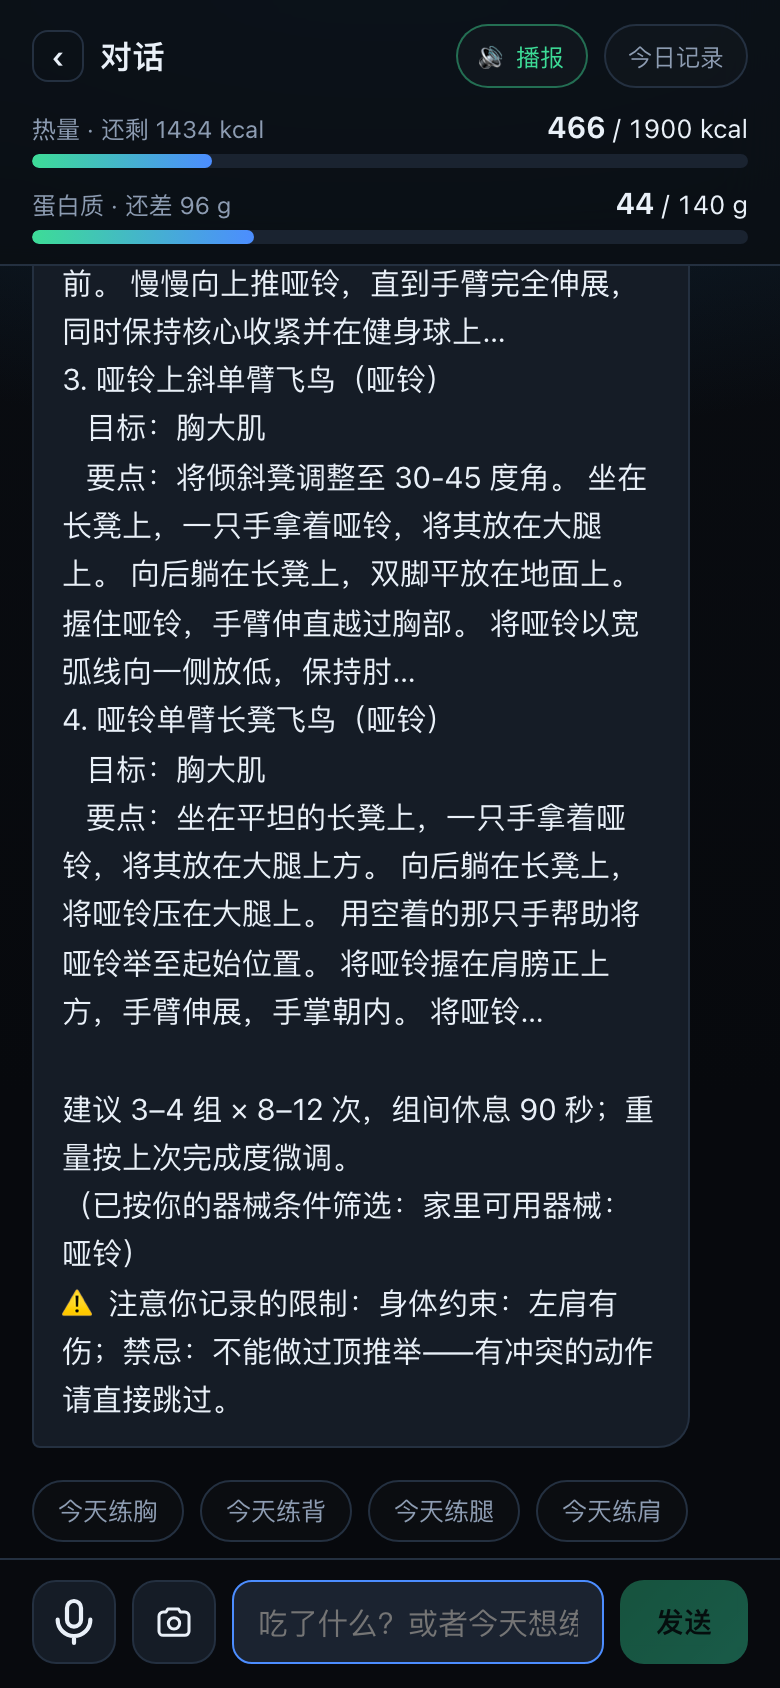 ‹ 对话 🔊 播报 今日记录
热量 · 还剩 1434 kcal 466 / 1900 kcal
蛋白质 · 还差 96 g 44 / 140 g
前。 慢慢向上推哑铃，直到手臂完全伸展，
同时保持核心收紧并在健身球上...
3. 哑铃上斜单臂飞鸟（哑铃）
目标：胸大肌
要点：将倾斜凳调整至 30-45 度角。 坐在
长凳上，一只手拿着哑铃，将其放在大腿
上。 向后躺在长凳上，双脚平放在地面上。
握住哑铃，手臂伸直越过胸部。 将哑铃以宽
弧线向一侧放低，保持肘...
4. 哑铃单臂长凳飞鸟（哑铃）
目标：胸大肌
要点：坐在平坦的长凳上，一只手拿着哑
铃，将其放在大腿上方。 向后躺在长凳上，
将哑铃压在大腿上。 用空着的那只手帮助将
哑铃举至起始位置。 将哑铃握在肩膀正上
方，手臂伸展，手掌朝内。 将哑铃...
建议 3–4 组 × 8–12 次，组间休息 90 秒；重
量按上次完成度微调。
（已按你的器械条件筛选：家里可用器械：
哑铃）
⚠️ 注意你记录的限制：身体约束：左肩有
伤；禁忌：不能做过顶推举——有冲突的动作
请直接跳过。
今天练胸 今天练背 今天练腿 今天练肩
吃了什么？或者今天想练 发送